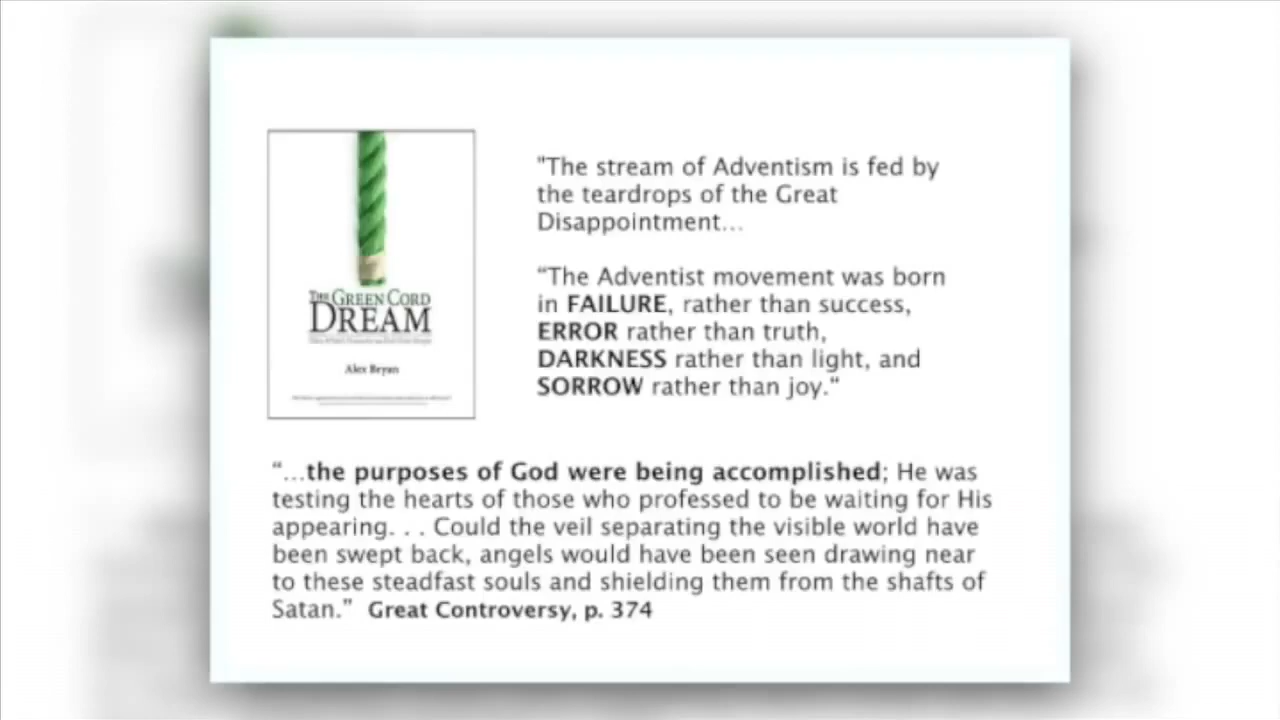 THE GREEN CORD
DREAM
Alex Bryan
"The stream of Adventism is fed by
the teardrops of the Great
Disappointment...
“The Adventist movement was born
in FAILURE, rather than success,
ERROR rather than truth,
DARKNESS rather than light, and
SORROW rather than joy.“
“...the purposes of God were being accomplished; He was
testing the hearts of those who professed to be waiting for His
appearing. . . Could the veil separating the visible world have
been swept back, angels would have been seen drawing near
to these steadfast souls and shielding them from the shafts of
Satan.” Great Controversy, p. 374